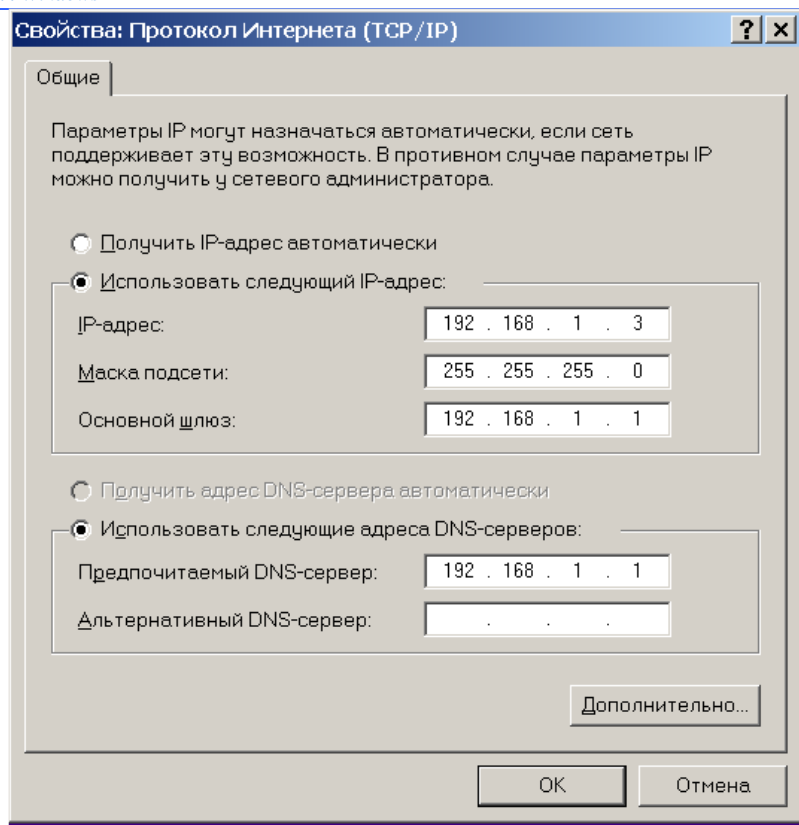 Свойства: Протокол Интернета (TCP/IP)
Общие
Параметры IP могут назначаться автоматически, если сеть
поддерживает эту возможность. В противном случае параметры IP
можно получить у сетевого администратора.
Получить IP-адрес автоматически
Использовать следующий IP-адрес:
IP-адрес: 192 . 168 . 1 . 3
Маска подсети: 255 . 255 . 255 . 0
Основной шлюз: 192 . 168 . 1 . 1
Получить адрес DNS-сервера автоматически
Использовать следующие адреса DNS-серверов:
Предпочитаемый DNS-сервер: 192 . 168 . 1 . 1
Альтернативный DNS-сервер: . . .
Дополнительно...
OK Отмена